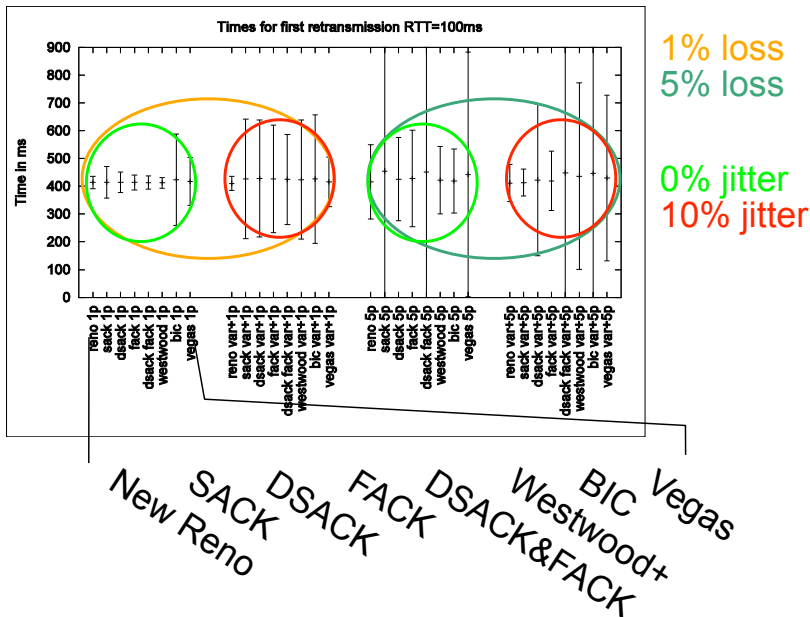 Times for first retransmission RTT=100ms
900
800
700
600
500
400
300
200
100
0
Time in ms
reno 1p
sack 1p
dsack 1p
fack 1p
dsack fack 1p
westwood 1p
bic 1p
vegas 1p
reno var+1p
sack var+1p
dsack var+1p
fack var+1p
dsack fack var+1p
westwood var+1p
bic var+1p
vegas var+1p
reno 5p
sack 5p
dsack 5p
fack 5p
dsack fack 5p
westwood 5p
bic 5p
vegas 5p
reno var+5p
sack var+5p
dsack var+5p
fack var+5p
dsack fack var+5p
westwood var+5p
bic var+5p
vegas var+5p
1% loss
5% loss
0% jitter
10% jitter
New Reno
SACK
DSACK
FACK
DSACK&FACK
Westwood+
BIC
Vegas